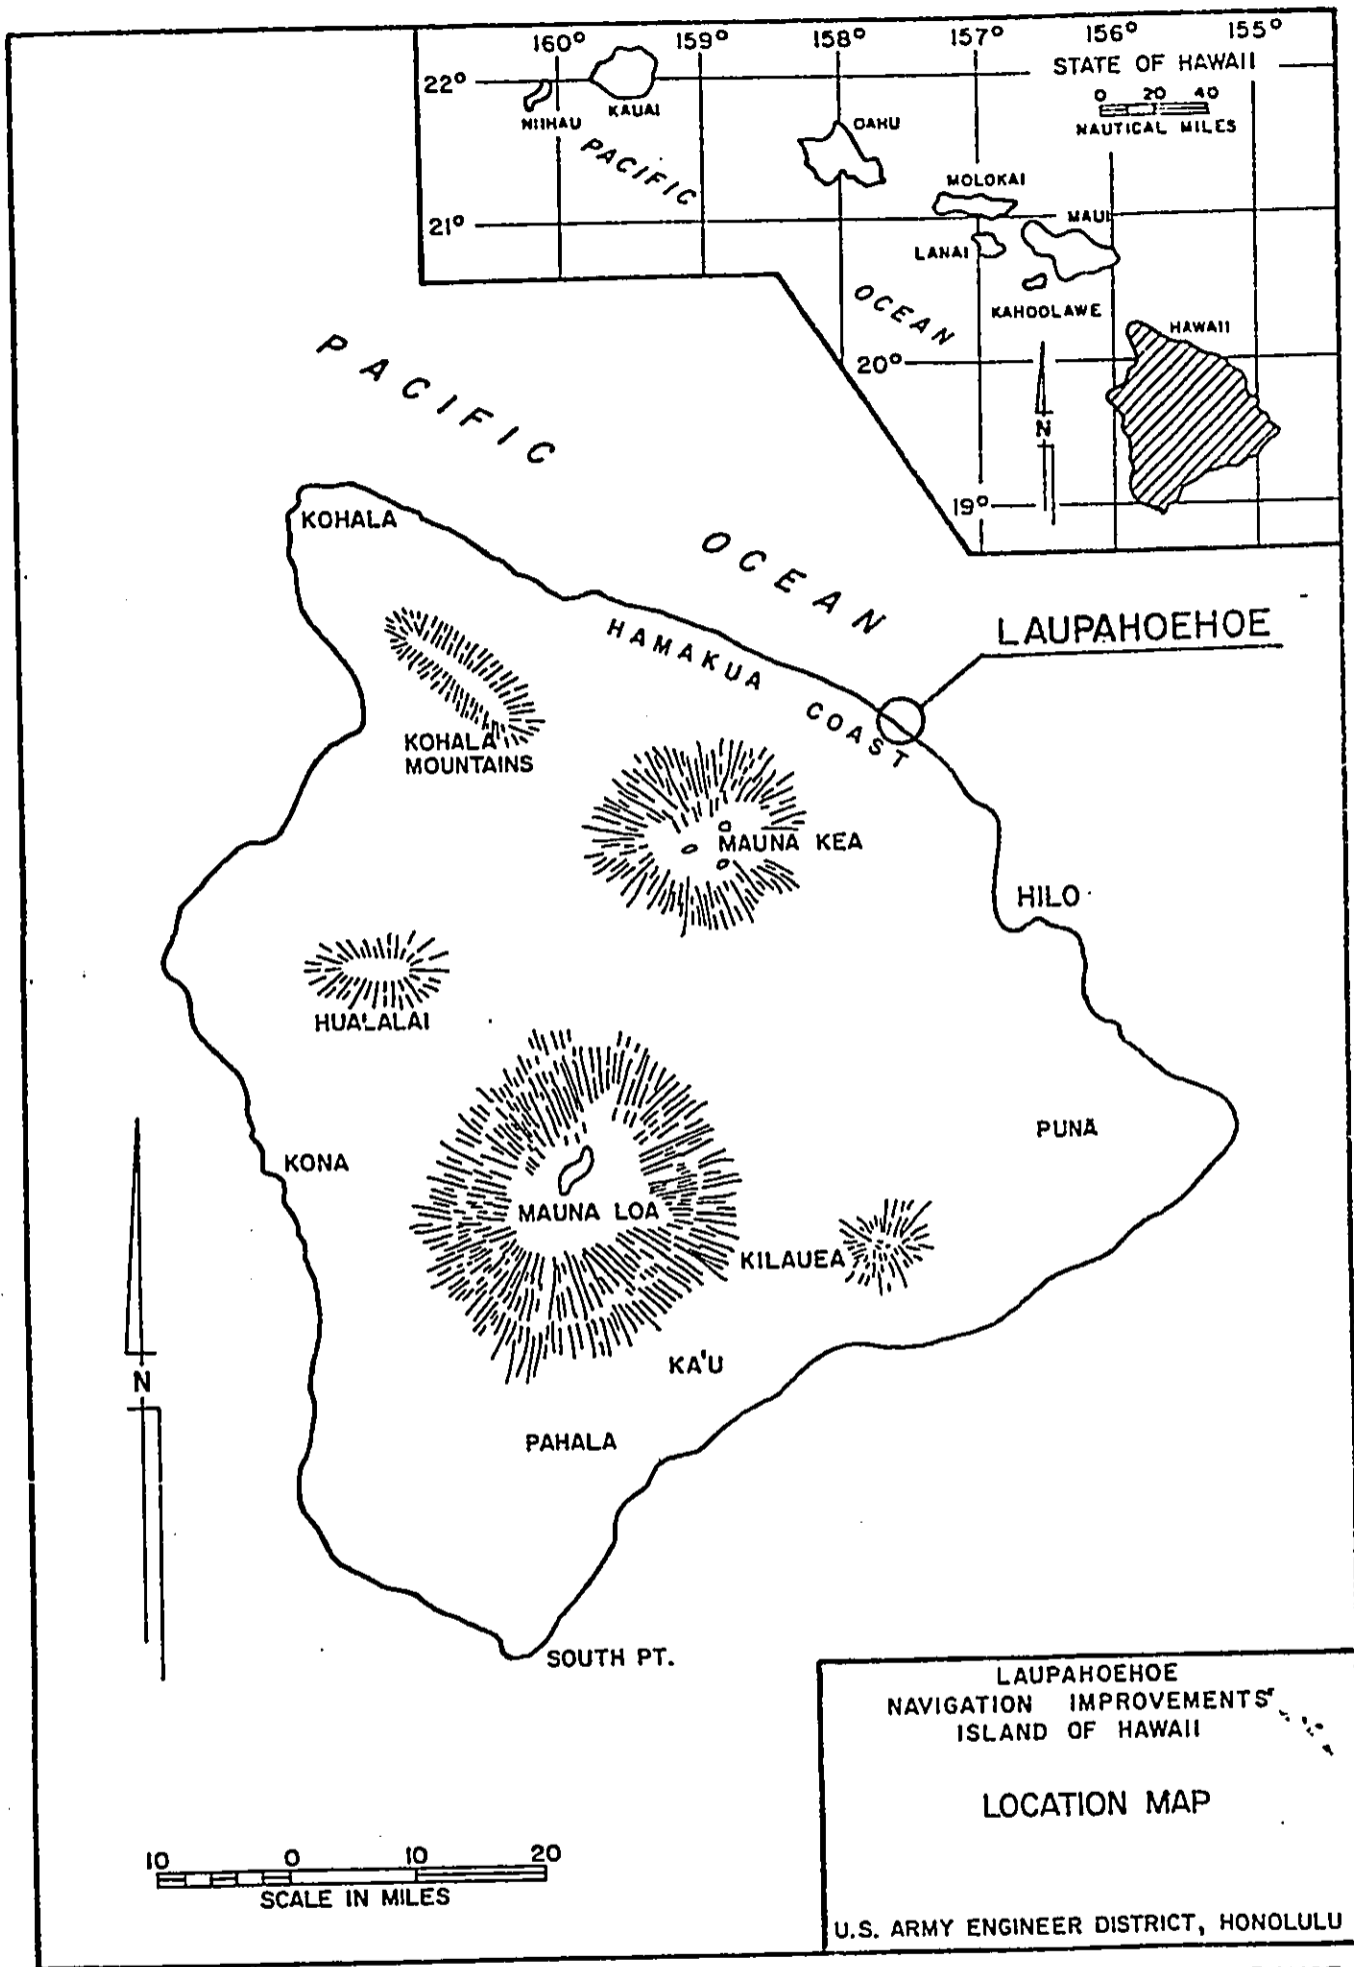 160° 159° 158° 157° 156° 155°
STATE OF HAWAII
0 20 40
NAUTICAL MILES
22°
NIIHAU
KAUAI
OAHU
PACIFIC
MOLOKAI
21°
MAUI
LANAI
KAHOOLAWE
OCEAN
HAWAII
20°
N
19°
PACIFIC
OCEAN
KOHALA
LAUPAHOEHOE
HAMAKUA COAST
KOHALA
MOUNTAINS
MAUNA KEA
HILO
HUALALAI
PUNA
KONA
MAUNA LOA
KILAUEA
KA'U
N
PAHALA
SOUTH PT.
LAUPAHOEHOE
NAVIGATION IMPROVEMENTS
ISLAND OF HAWAII
LOCATION MAP
10 0 10 20
SCALE IN MILES
U.S. ARMY ENGINEER DISTRICT, HONOLULU